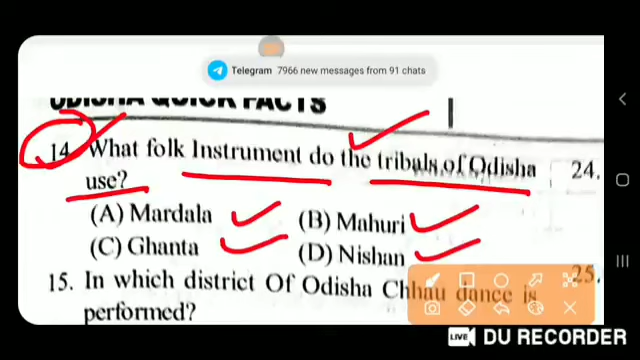 Telegram 7966 new messages from 91 chats
ODISHA QUICK FACTS
14. What folk Instrument do the tribals of Odisha
use?
(A) Mardala (B) Mahuri
(C) Ghanta (D) Nishan
15. In which district Of Odisha Chhau dance is
performed?
24.
25.
LIVE DU RECORDER